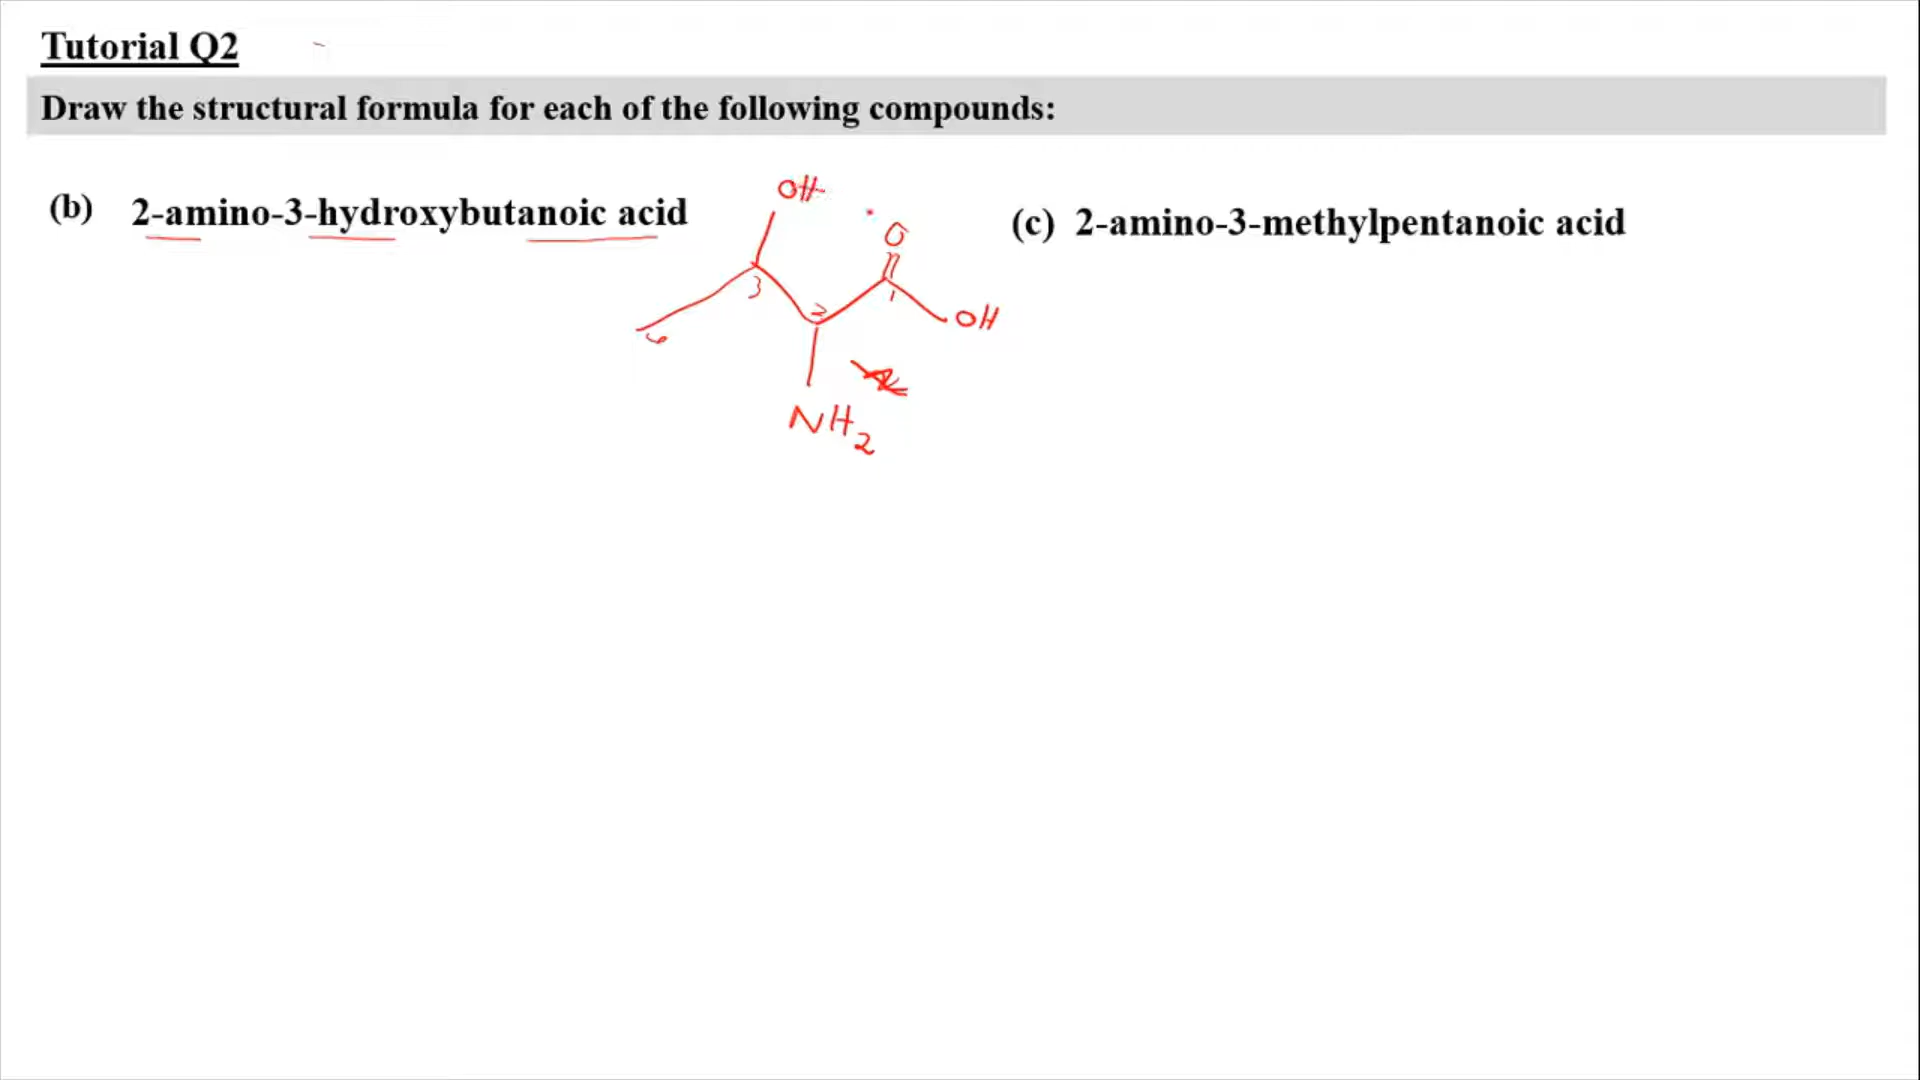 Tutorial Q2
Draw the structural formula for each of the following compounds:
(b) 2-amino-3-hydroxybutanoic acid
(c) 2-amino-3-methylpentanoic acid
OH
O
3
2
1
OH
NH2